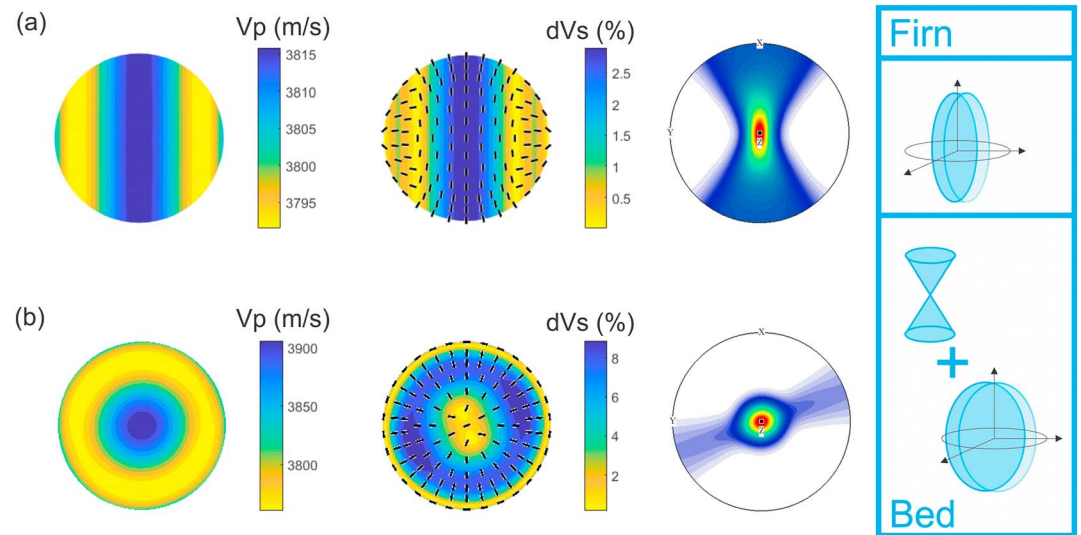 (a)
Vp (m/s)
3815
3810
3805
3800
3795
dVs (%)
2.5
2
1.5
1
0.5
X
Y
Z
Firn
(b)
Vp (m/s)
3900
3850
3800
dVs (%)
8
6
4
2
X
Y
Z
+
Bed